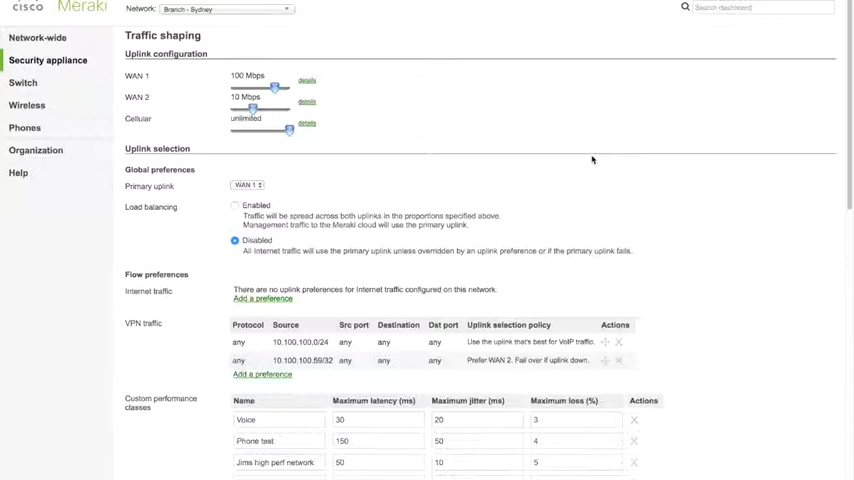 cisco Meraki Network: Branch - Sydney Search dashboard
Network-wide
Security appliance
Switch
Wireless
Phones
Organization
Help
Traffic shaping
Uplink configuration
WAN 1 100 Mbps details
WAN 2 10 Mbps details
Cellular unlimited details
Uplink selection
Global preferences
Primary uplink WAN 1
Load balancing Enabled
Traffic will be spread across both uplinks in the proportions specified above.
Management traffic to the Meraki cloud will use the primary uplink.
Disabled
All Internet traffic will use the primary uplink unless overridden by an uplink preference or if the primary uplink fails.
Flow preferences
Internet traffic There are no uplink preferences for Internet traffic configured on this network.
Add a preference
VPN traffic Protocol Source Src port Destination Dst port Uplink selection policy Actions
any 10.100.100.0/24 any any any Use the uplink that's best for VoIP traffic.
any 10.100.100.59/32 any any any Prefer WAN 2. Fail over if uplink down.
Add a preference
Custom performance classes Name Maximum latency (ms) Maximum jitter (ms) Maximum loss (%) Actions
Voice 30 20 3 X
Phone test 150 50 4 X
Jims high perf network 50 10 5 X